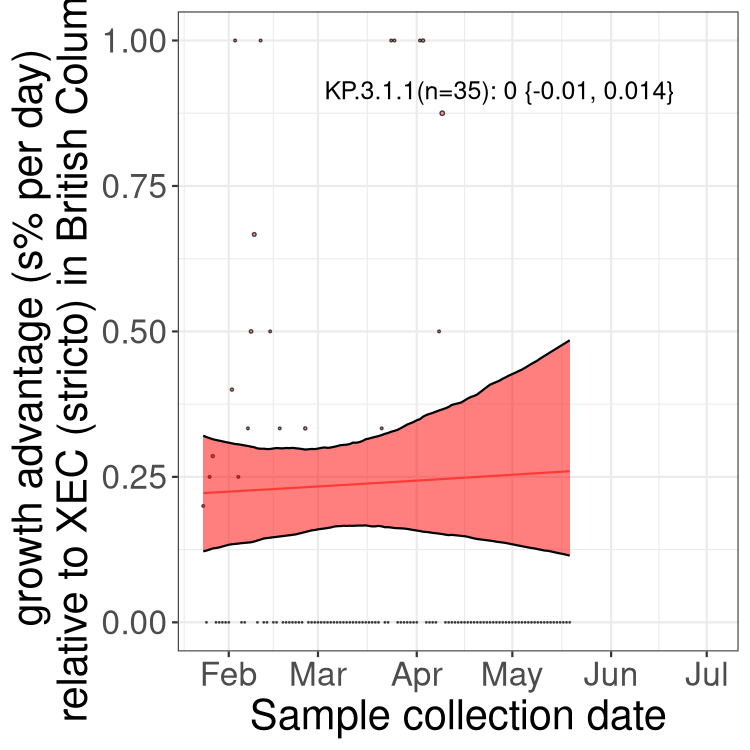 growth advantage (s% per day)
relative to XEC (stricto) in British Colum
1.00
0.75
0.50
0.25
0.00
KP.3.1.1(n=35): 0 {-0.01, 0.014}
Feb Mar Apr May Jun Jul
Sample collection date